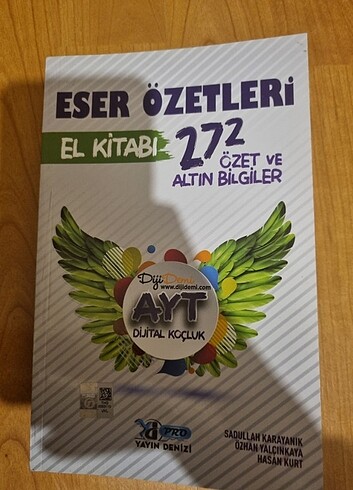 ESER ÖZETLERİ
EL KİTABI
272
ÖZET VE
ALTIN BİLGİLER
DijiDemi
www.dijidemi.com
AYT
DİJİTAL KOÇLUK
SADULLAH KARAYANIK
ÖZHAN YALÇINKAYA
HASAN KURT
PRO
YAYIN DENİZİ